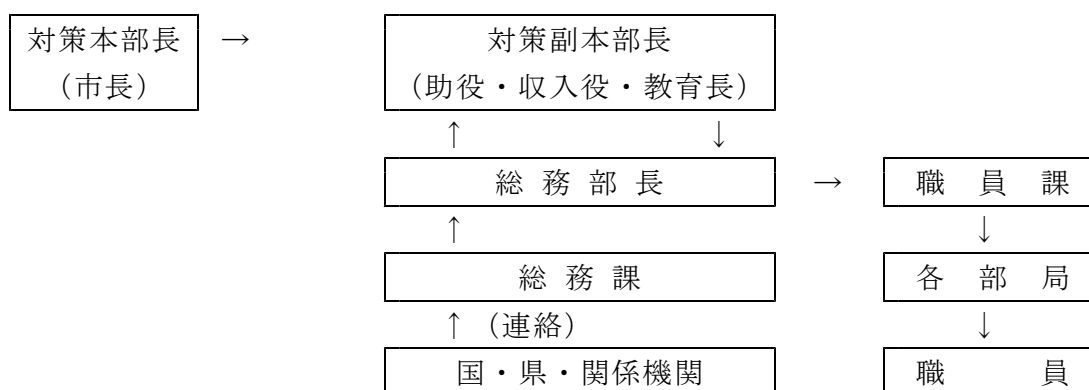 対策本部長 → 対策副本部長
(市長) (助役・収入役・教育長)
↑ ↓
総務部長 → 職員課
↑ ↓
総務課 各部局
↑ (連絡) ↓
国・県・関係機関 職員